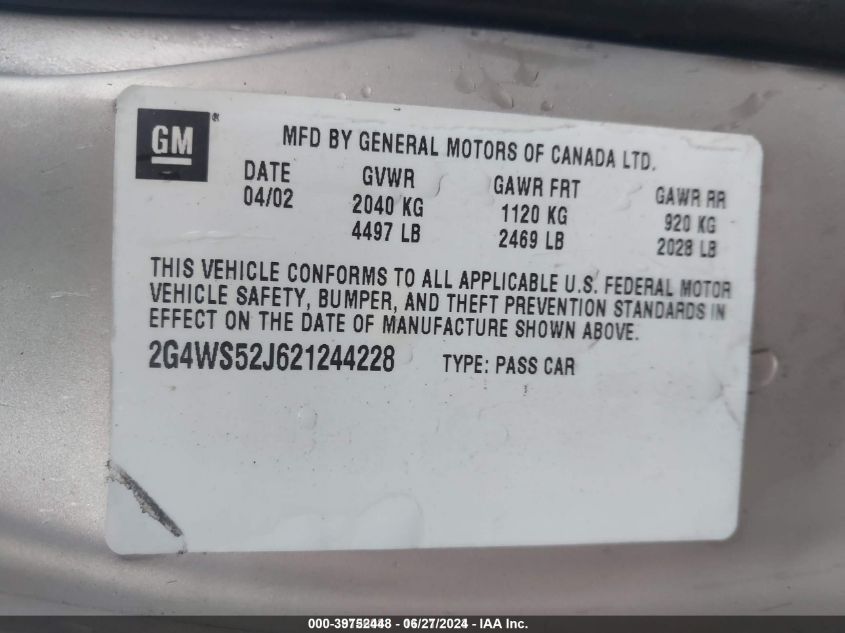 GM®
MFD BY GENERAL MOTORS OF CANADA LTD.
DATE GVWR GAWR FRT GAWR RR
04/02 2040 KG 1120 KG 920 KG
4497 LB 2469 LB 2028 LB
THIS VEHICLE CONFORMS TO ALL APPLICABLE U.S. FEDERAL MOTOR
VEHICLE SAFETY, BUMPER, AND THEFT PREVENTION STANDARDS IN
EFFECT ON THE DATE OF MANUFACTURE SHOWN ABOVE.
2G4WS52J621244228 TYPE: PASS CAR
000-39752448 - 06/27/2024 - IAA Inc.